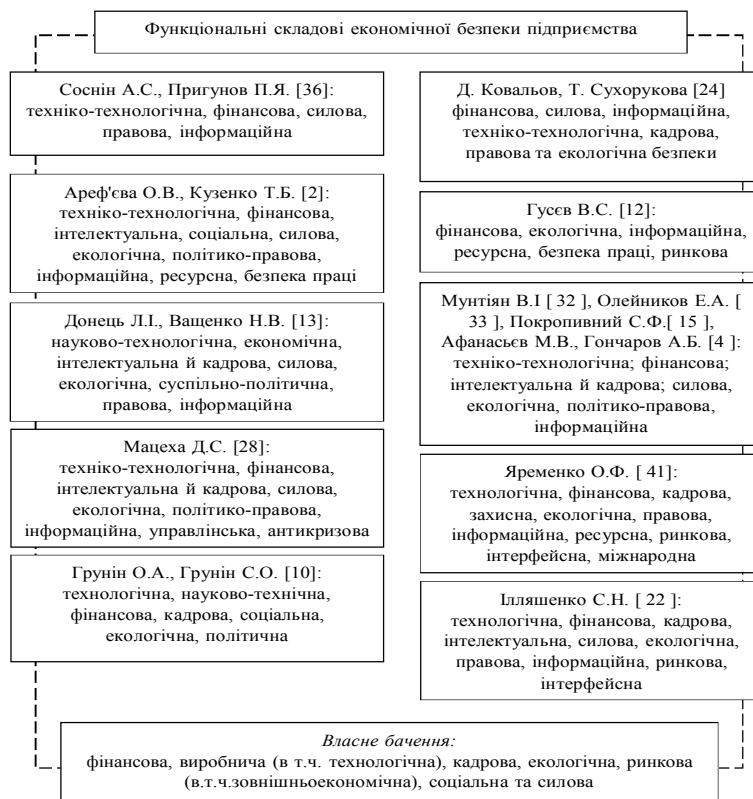 Функціональні складові економічної безпеки підприємства
Соснін А.С., Пригунов П.Я. [36]:
техніко-технологічна, фінансова, силова,
правова, інформаційна
Ареф'єва О.В., Кузенко Т.Б. [2]:
техніко-технологічна, фінансова,
інтелектуальна, соціальна, силова,
екологічна, політико-правова,
інформаційна, ресурсна, безпека праці
Донець Л.І., Ващенко Н.В. [13]:
науково-технологічна, економічна,
інтелектуальна й кадрова, силова,
екологічна, суспільно-політична,
правова, інформаційна
Мацеха Д.С. [28]:
техніко-технологічна, фінансова,
інтелектуальна й кадрова, силова,
екологічна, політико-правова,
інформаційна, управлінська, антикризова
Грунін О.А., Грунін С.О. [10]:
технологічна, науково-технічна,
фінансова, кадрова, соціальна,
екологічна, політична
Д. Ковальов, Т. Сухорукова [24]
фінансова, силова, інформаційна,
техніко-технологічна, кадрова,
правова та екологічна безпеки
Гусєв В.С. [12]:
фінансова, екологічна, інформаційна,
ресурсна, безпека праці, ринкова
Мунтіян В.І [ 32 ], Олейников Е.А. [
33 ], Покропивний С.Ф.[ 15 ],
Афанасьєв М.В., Гончаров А.Б. [4 ]:
техніко-технологічна; фінансова;
інтелектуальна й кадрова; силова,
екологічна, політико-правова,
інформаційна
Яременко О.Ф. [ 41]:
технологічна, фінансова, кадрова,
захисна, екологічна, правова,
інформаційна, ресурсна, ринкова,
інтерфейсна, міжнародна
Ілляшенко С.Н. [ 22 ]:
технологічна, фінансова, кадрова,
інтелектуальна, силова, екологічна,
правова, інформаційна, ринкова,
інтерфейсна
Власне бачення:
фінансова, виробнича (в т.ч. технологічна), кадрова, екологічна, ринкова
(в.т.ч.зовнішньоекономічна), соціальна та силова